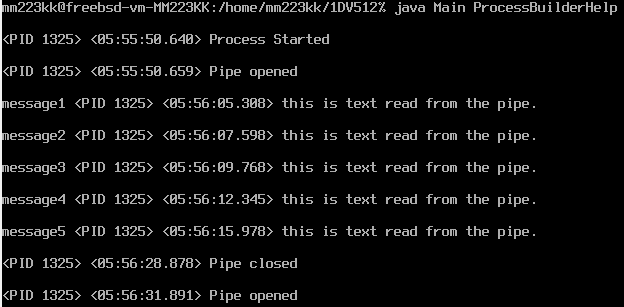 mm223kk@freebsd-vm-MM223KK:/home/mm223kk/1DV512% java Main ProcessBuilderHelp
<PID 1325> <05:55:50.640> Process Started
<PID 1325> <05:55:50.659> Pipe opened
message1 <PID 1325> <05:56:05.308> this is text read from the pipe.
message2 <PID 1325> <05:56:07.598> this is text read from the pipe.
message3 <PID 1325> <05:56:09.768> this is text read from the pipe.
message4 <PID 1325> <05:56:12.345> this is text read from the pipe.
message5 <PID 1325> <05:56:15.978> this is text read from the pipe.
<PID 1325> <05:56:28.878> Pipe closed
<PID 1325> <05:56:31.891> Pipe opened